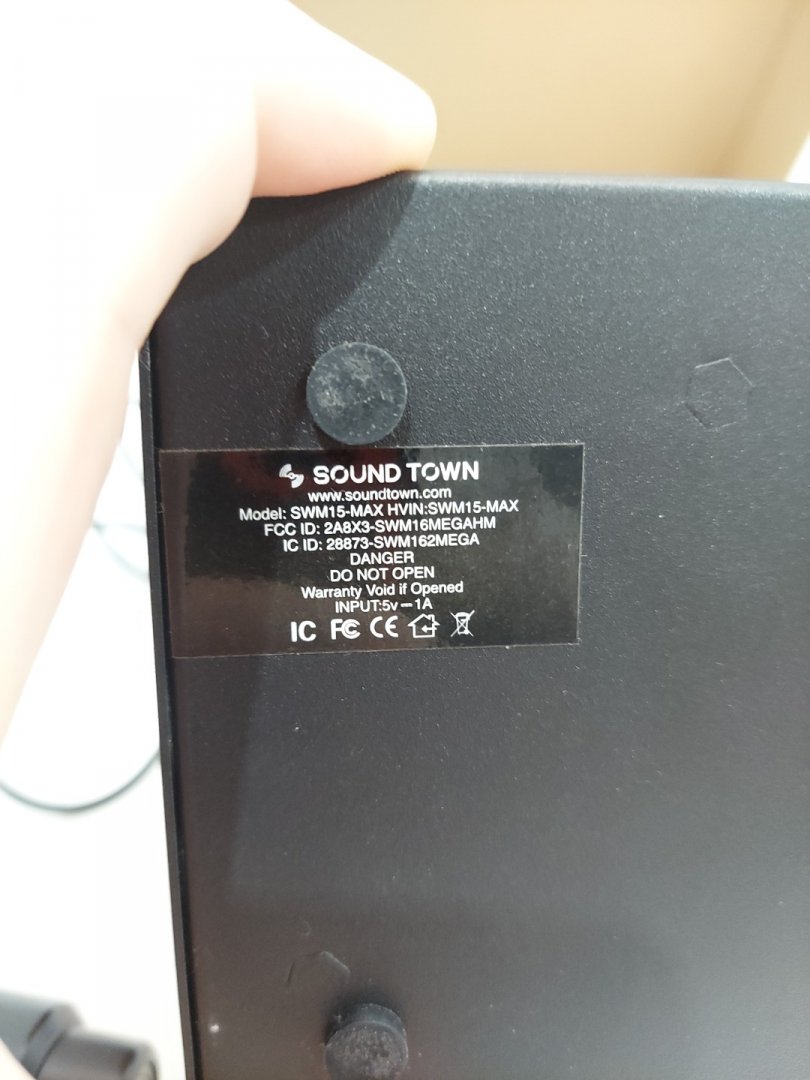 SOUND TOWN
www.soundtown.com
Model: SWM15-MAX HVIN:SWM15-MAX
FCC ID: 2A8X3-SWM16MEGAHM
IC ID: 28873-SWM162MEGA
DANGER
DO NOT OPEN
Warranty Void if Opened
INPUT:5v⎓1A
IC FC CE